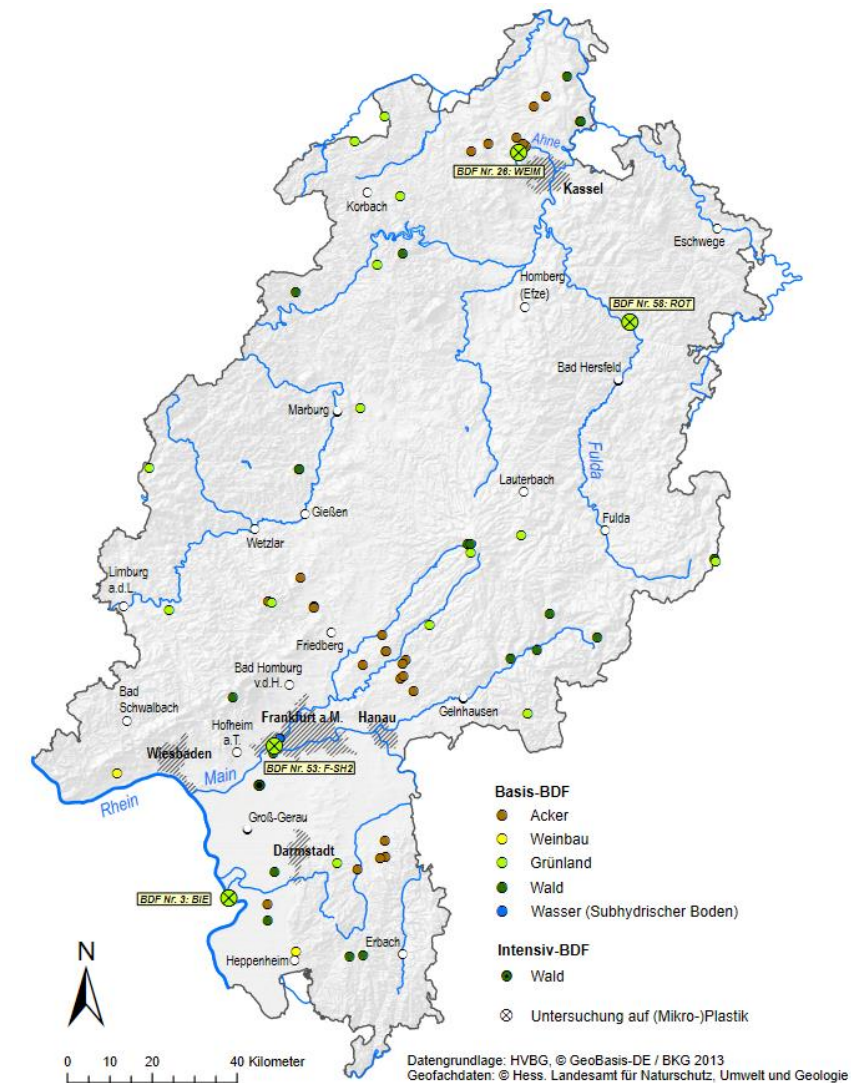 Ahne
BDF Nr. 26: WEIM
Kassel
Korbach
Eschwege
Homberg
(Efze)
BDF Nr. 58: ROT
Bad Hersfeld
Marburg
Fulda
Lauterbach
Gießen
Fulda
Wetzlar
Limburg
a.d.L.
Friedberg
Bad Homburg
v.d.H.
Bad
Schwalbach
Gelnhausen
Frankfurt a.M.
Hanau
Hofheim
a.T.
Wiesbaden
BDF Nr. 53: F-SH2
Main
Rhein
Groß-Gerau
Darmstadt
BDF Nr. 3: BIE
Erbach
Heppenheim
Basis-BDF
Acker
Weinbau
Grünland
Wald
Wasser (Subhydrischer Boden)
Intensiv-BDF
Wald
Untersuchung auf (Mikro-)Plastik
N
0 10 20 40 Kilometer
Datengrundlage: HVBG, © GeoBasis-DE / BKG 2013
Geofachdaten: © Hess. Landesamt für Naturschutz, Umwelt und Geologie